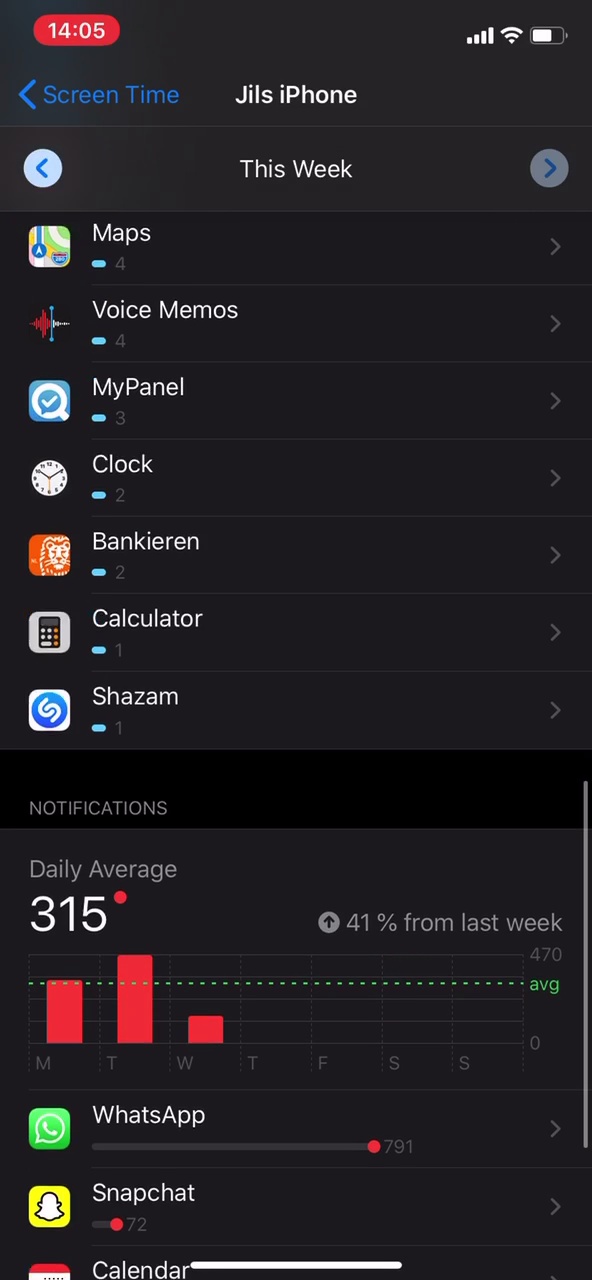 14:05
Screen Time
Jils iPhone
This Week
Maps
4
Voice Memos
4
MyPanel
3
Clock
2
Bankieren
2
Calculator
1
Shazam
1
NOTIFICATIONS
Daily Average
315
41 % from last week
470
avg
0
M T W T F S S
WhatsApp
791
Snapchat
72
Calendar